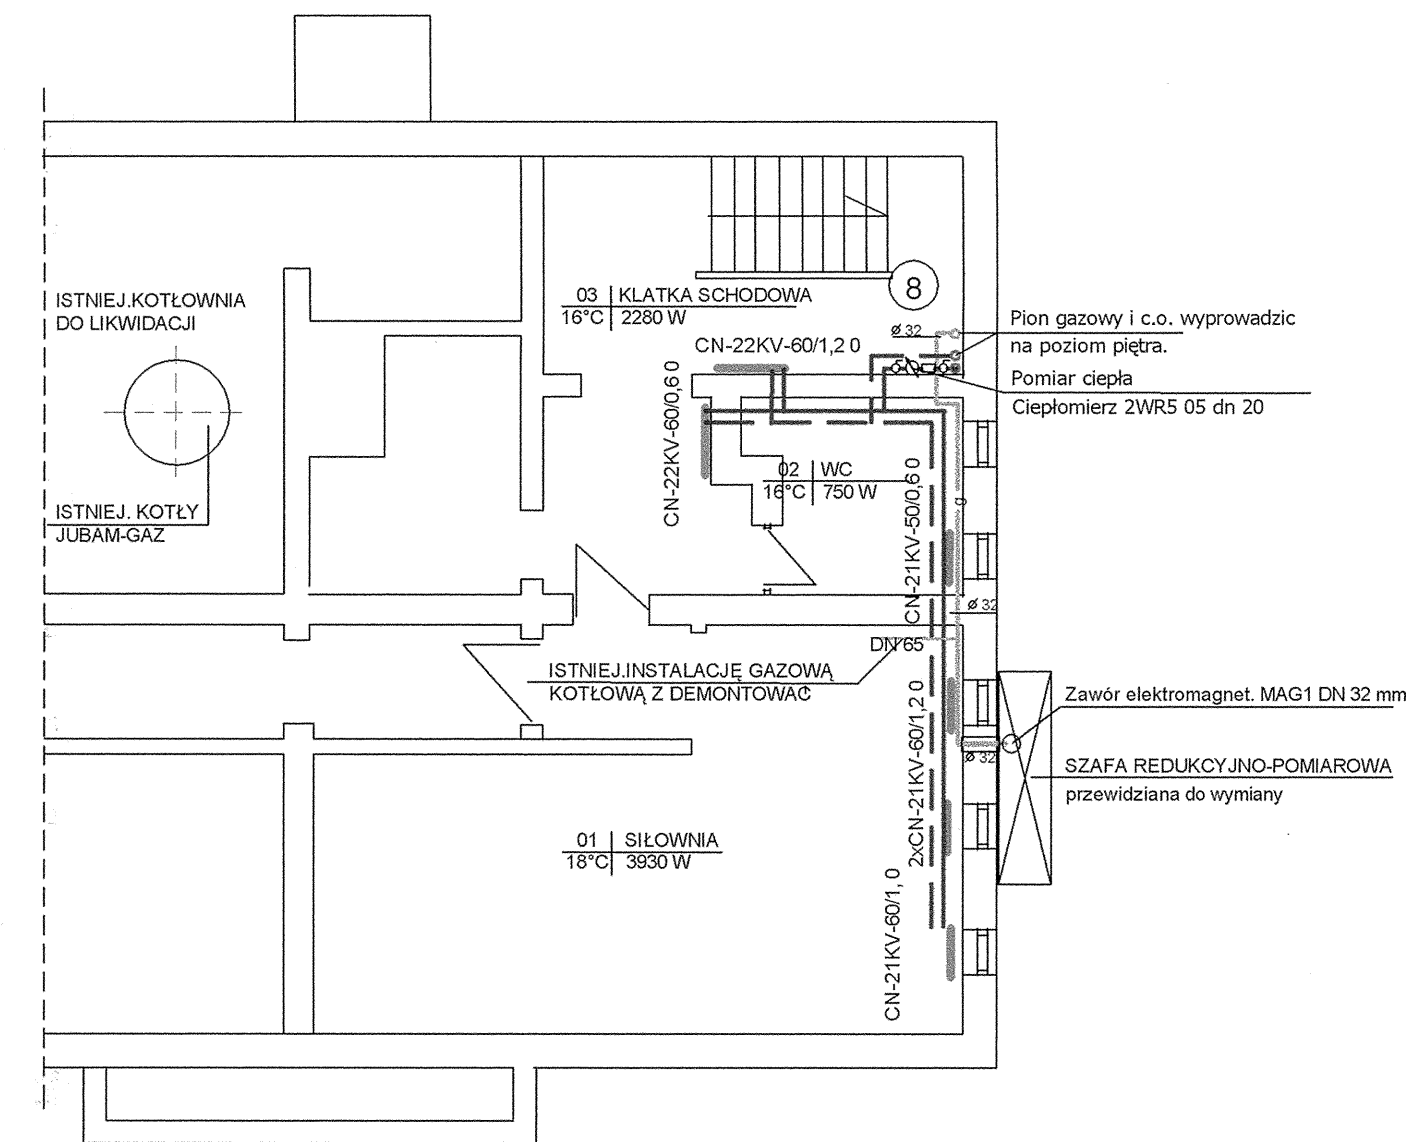 ISTNIEJ.KOTŁOWNIA
DO LIKWIDACJI
03 KLATKA SCHODOWA
16°C 2280 W
8
ø 32
Pion gazowy i c.o. wyprowadzic
na poziom piętra.
CN-22KV-60/1,2 0
CN-22KV-60/0,6 0
Pomiar ciepła
Ciepłomierz 2WR5 05 dn 20
02 WC
16°C 750 W
CN-21KV-50/0,6 0
g
ISTNIEJ. KOTŁY
JUBAM-GAZ
ø 32
DN 65
ISTNIEJ.INSTALACJĘ GAZOWĄ
KOTŁOWĄ Z DEMONTOWAĆ
2xCN-21KV-60/1,2 0
Zawór elektromagnet. MAG1 DN 32 mm
ø 32
SZAFA REDUKCYJNO-POMIAROWA
przewidziana do wymiany
01 SIŁOWNIA
18°C 3930 W
CN-21KV-60/1, 0